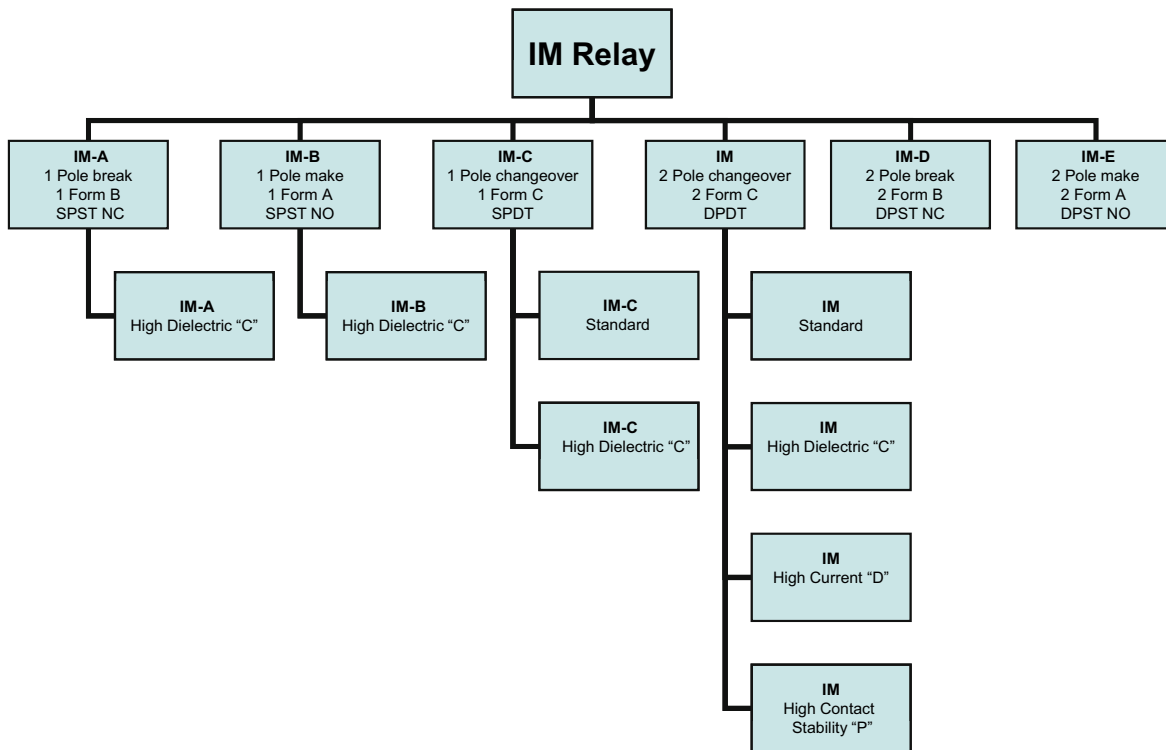 IM Relay
IM-A
1 Pole break
1 Form B
SPST NC
IM-B
1 Pole make
1 Form A
SPST NO
IM-C
1 Pole changeover
1 Form C
SPDT
IM
2 Pole changeover
2 Form C
DPDT
IM-D
2 Pole break
2 Form B
DPST NC
IM-E
2 Pole make
2 Form A
DPST NO
IM-A
High Dielectric “C”
IM-B
High Dielectric “C”
IM-C
Standard
IM
Standard
IM-C
High Dielectric “C”
IM
High Dielectric “C”
IM
High Current “D”
IM
High Contact
Stability “P”